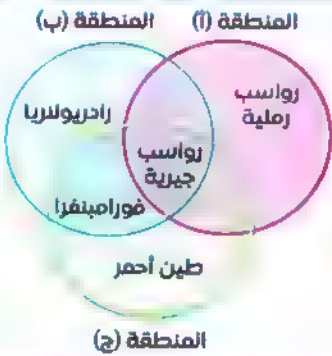 المنطقة (أ)
المنطقة (ب)
رواسب
رملية
راديولاريا
رواسب
جيرية
فورامينفرا
طين أحمر
المنطقة (ج)